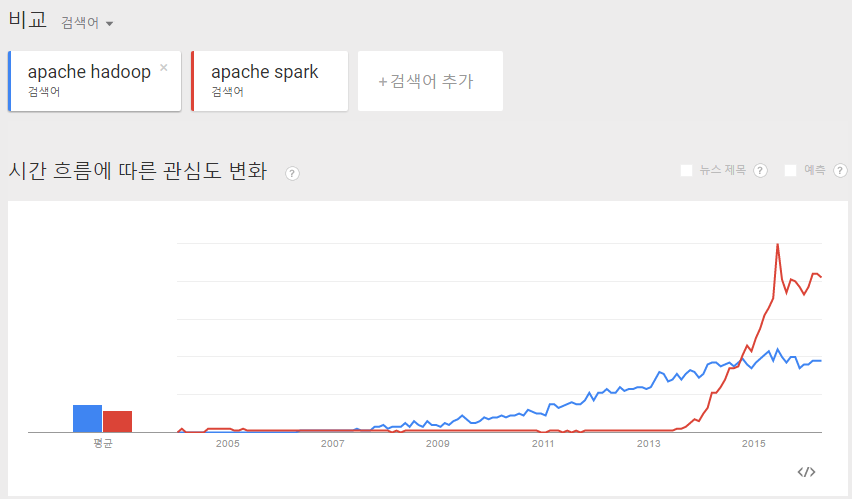 비교 검색어
apache hadoop ×
검색어
apache spark
검색어
+ 검색어 추가
시간 흐름에 따른 관심도 변화 ?
뉴스 제목 ? 예측 ?
평균 2005 2007 2009 2011 2013 2015
</>